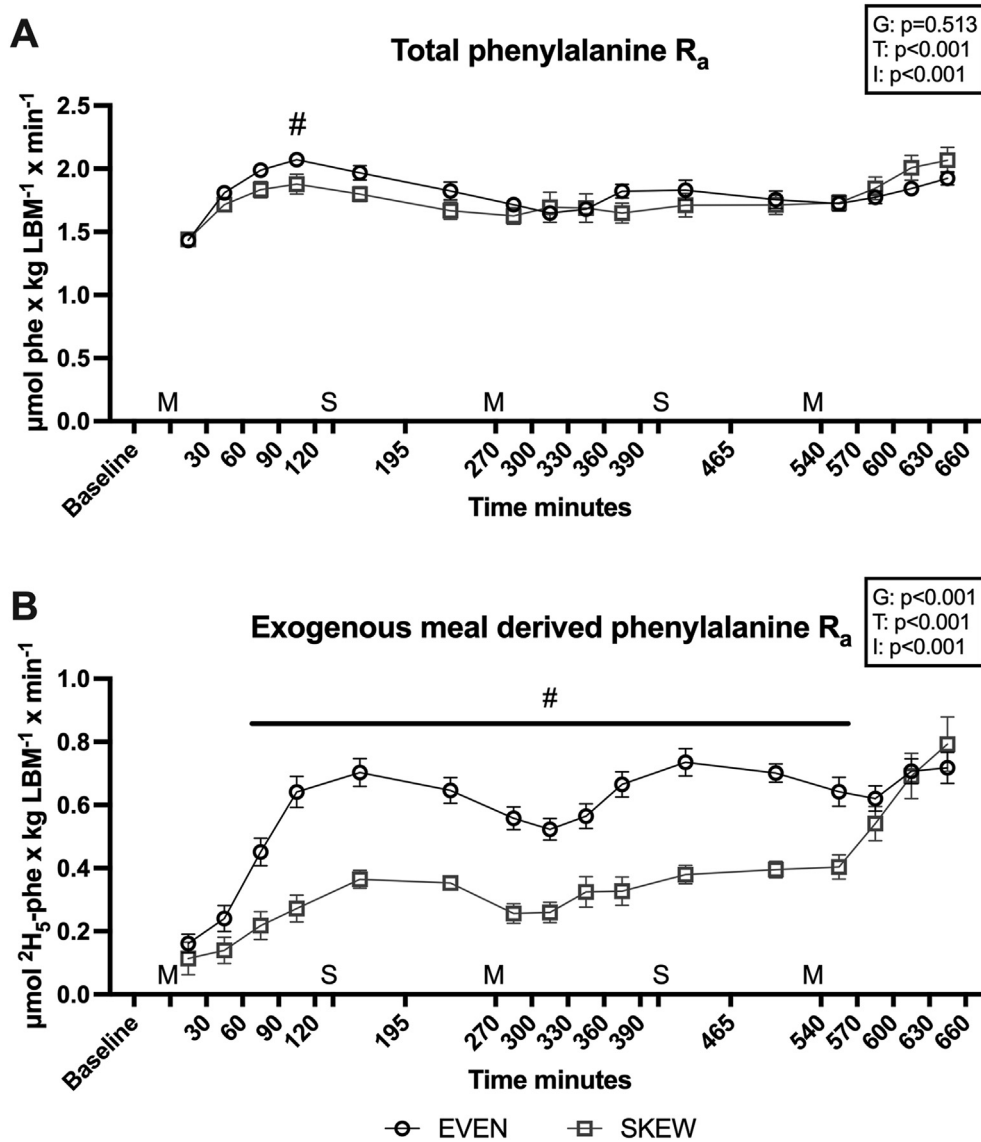 A
Total phenylalanine Rₐ
G: p=0.513
T: p<0.001
I: p<0.001
µmol phe x kg LBM⁻¹ x min⁻¹
2.5
2.0
1.5
1.0
0.5
0.0
#
M S M S M
Baseline 30 60 90 120 195 270 300 330 360 390 465 540 570 600 630 660
Time minutes
B
Exogenous meal derived phenylalanine Rₐ
G: p<0.001
T: p<0.001
I: p<0.001
µmol ²H₅-phe x kg LBM⁻¹ x min⁻¹
1.0
0.8
0.6
0.4
0.2
0.0
#
M S M S M
Baseline 30 60 90 120 195 270 300 330 360 390 465 540 570 600 630 660
Time minutes
EVEN SKEW